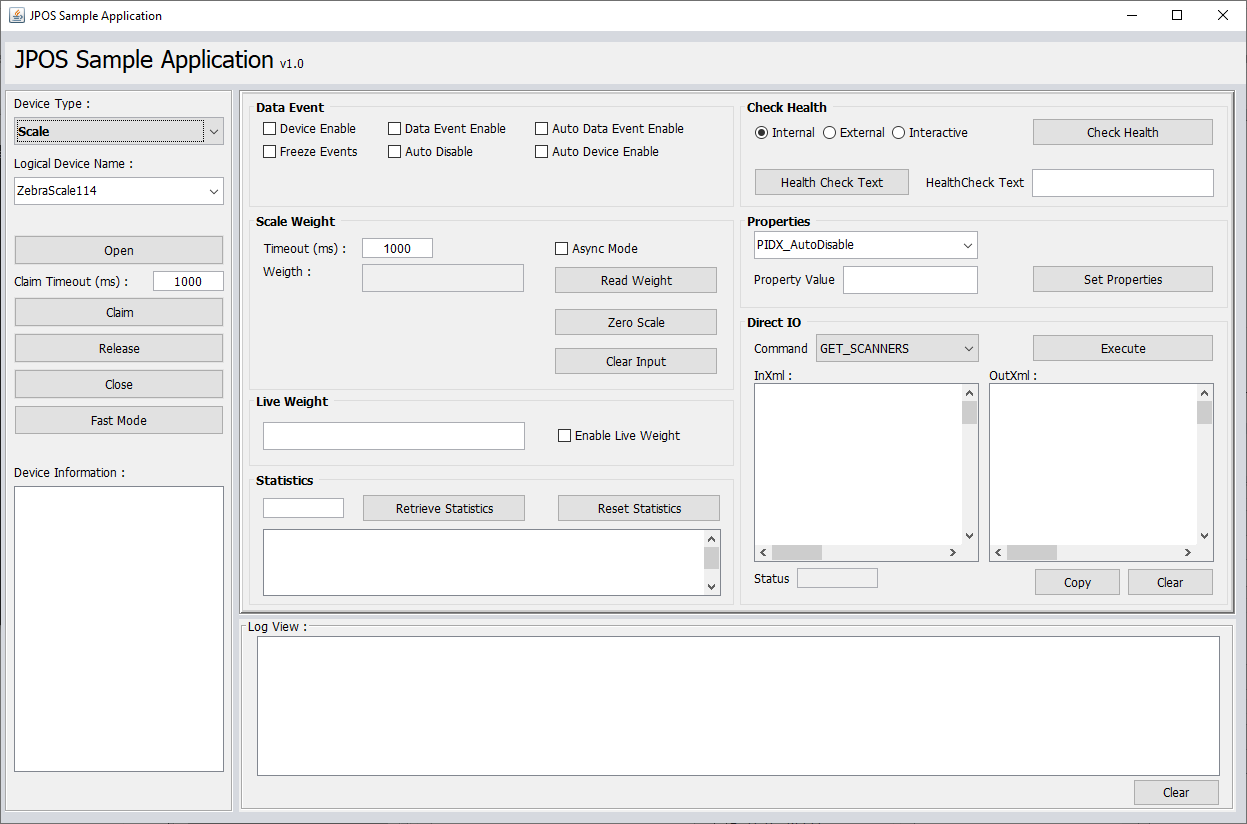 JPOS Sample Application
JPOS Sample Application v1.0
Device Type :
Scale
Logical Device Name :
ZebraScale114
Open
Claim Timeout (ms) : 1000
Claim
Release
Close
Fast Mode
Device Information :
Data Event
Device Enable Data Event Enable Auto Data Event Enable
Freeze Events Auto Disable Auto Device Enable
Scale Weight
Timeout (ms) : 1000 Async Mode
Weigth : Read Weight
Zero Scale
Clear Input
Live Weight
Enable Live Weight
Statistics
Retrieve Statistics Reset Statistics
Check Health
Internal External Interactive Check Health
Health Check Text HealthCheck Text
Properties
PIDX_AutoDisable
Property Value Set Properties
Direct IO
Command GET_SCANNERS Execute
InXml : OutXml :
Status Copy Clear
Log View :
Clear